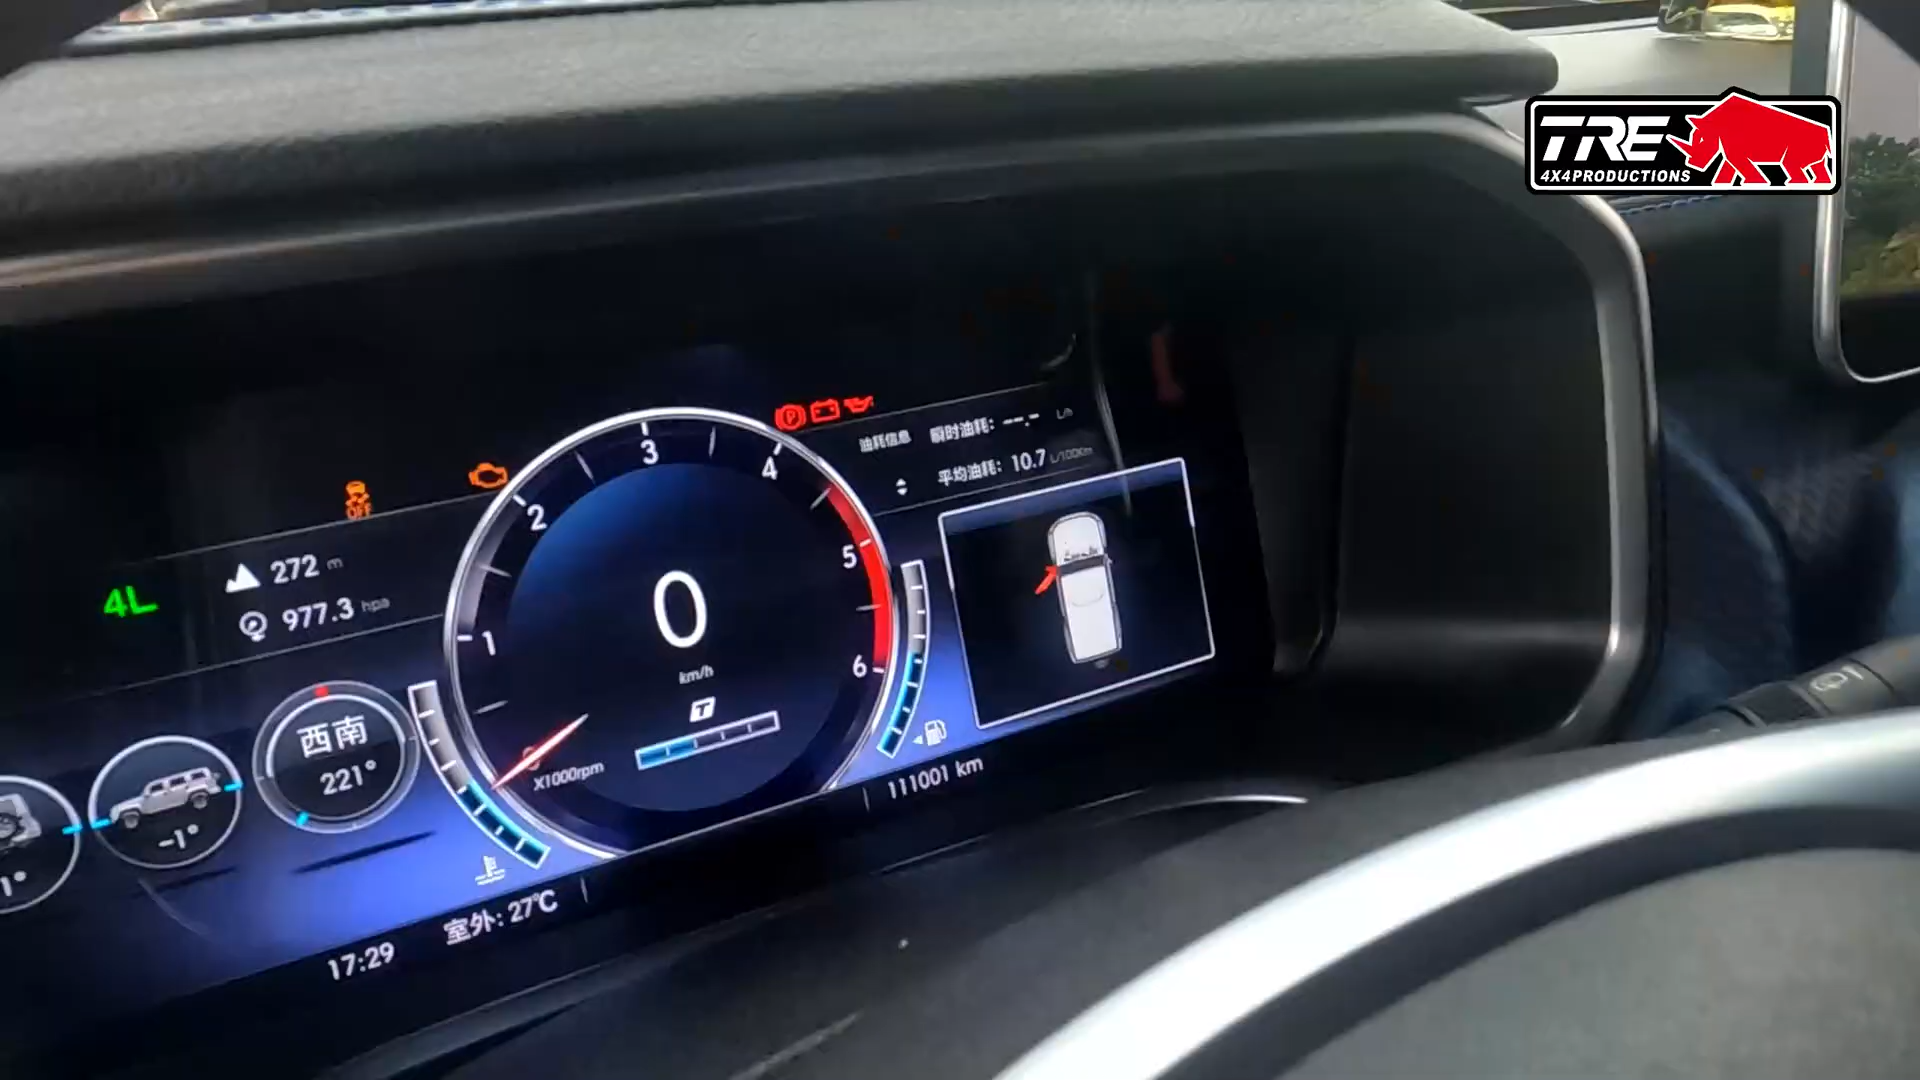 TRE
4X4PRODUCTIONS
油耗信息
瞬时油耗: --.- L/h
平均油耗: 10.7 L/100Km
OFF
4L
272 m
977.3 hpa
1
2
3
4
5
6
0
km/h
T
X1000rpm
西南
221°
-1°
1°
111001 km
室外: 27℃
17:29